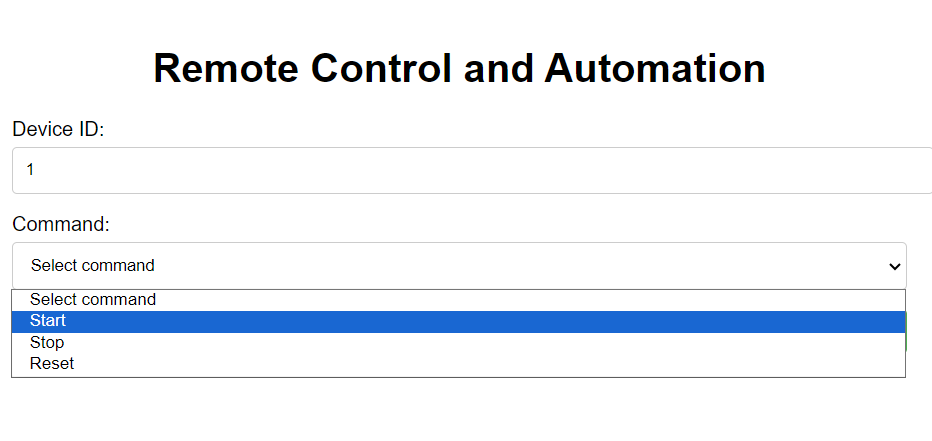 Remote Control and Automation
Device ID:
1
Command:
Select command
Select command
Start
Stop
Reset